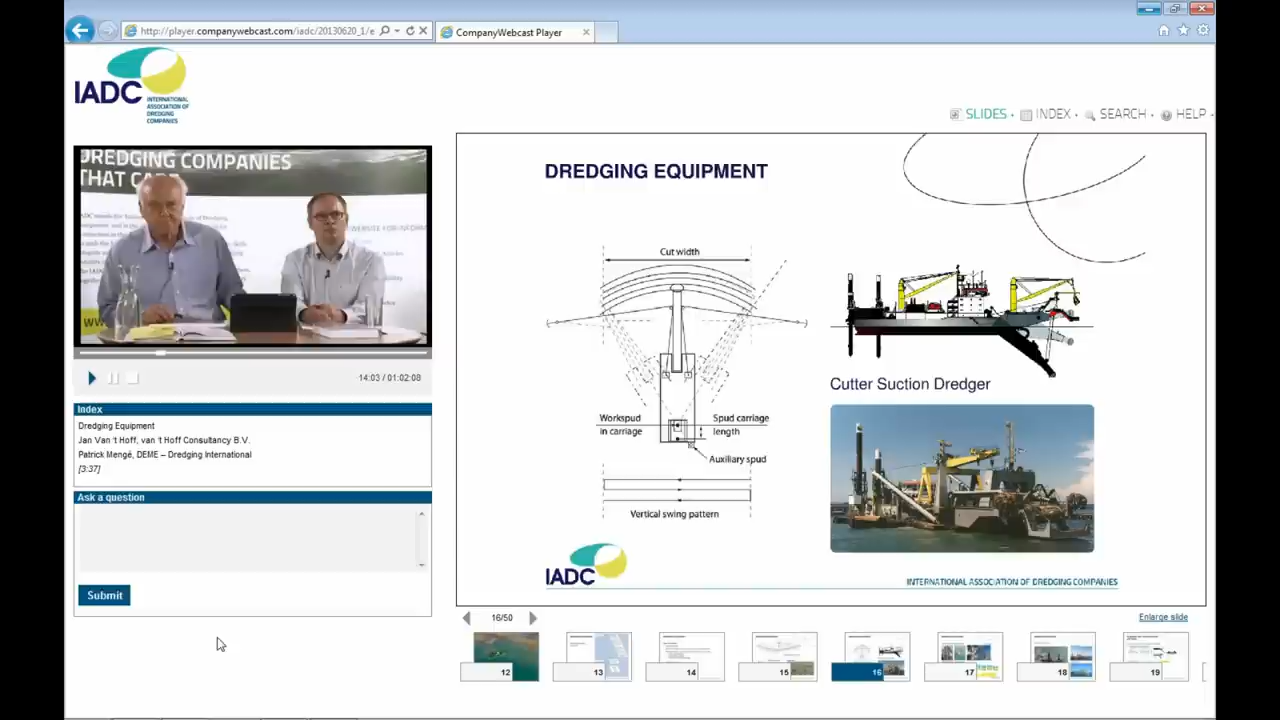 http://player.companywebcast.com/iadc/20130620_1/e
CompanyWebcast Player
IADC
INTERNATIONAL
ASSOCIATION OF
DREDGING
COMPANIES
SLIDES
INDEX
SEARCH
HELP
DREDGING COMPANIES
THAT
WWW
14:03 / 01:02:08
Index
Dredging Equipment
Jan Van 't Hoff, van 't Hoff Consultancy B.V.
Patrick Mengé, DEME – Dredging International
[3:37]
Ask a question
Submit
DREDGING EQUIPMENT
Cut width
Workspud
in carriage
Spud carriage
length
Auxiliary spud
Vertical swing pattern
Cutter Suction Dredger
IADC
INTERNATIONAL ASSOCIATION OF DREDGING COMPANIES
16/50
Enlarge slide
12
13
14
15
16
17
18
19